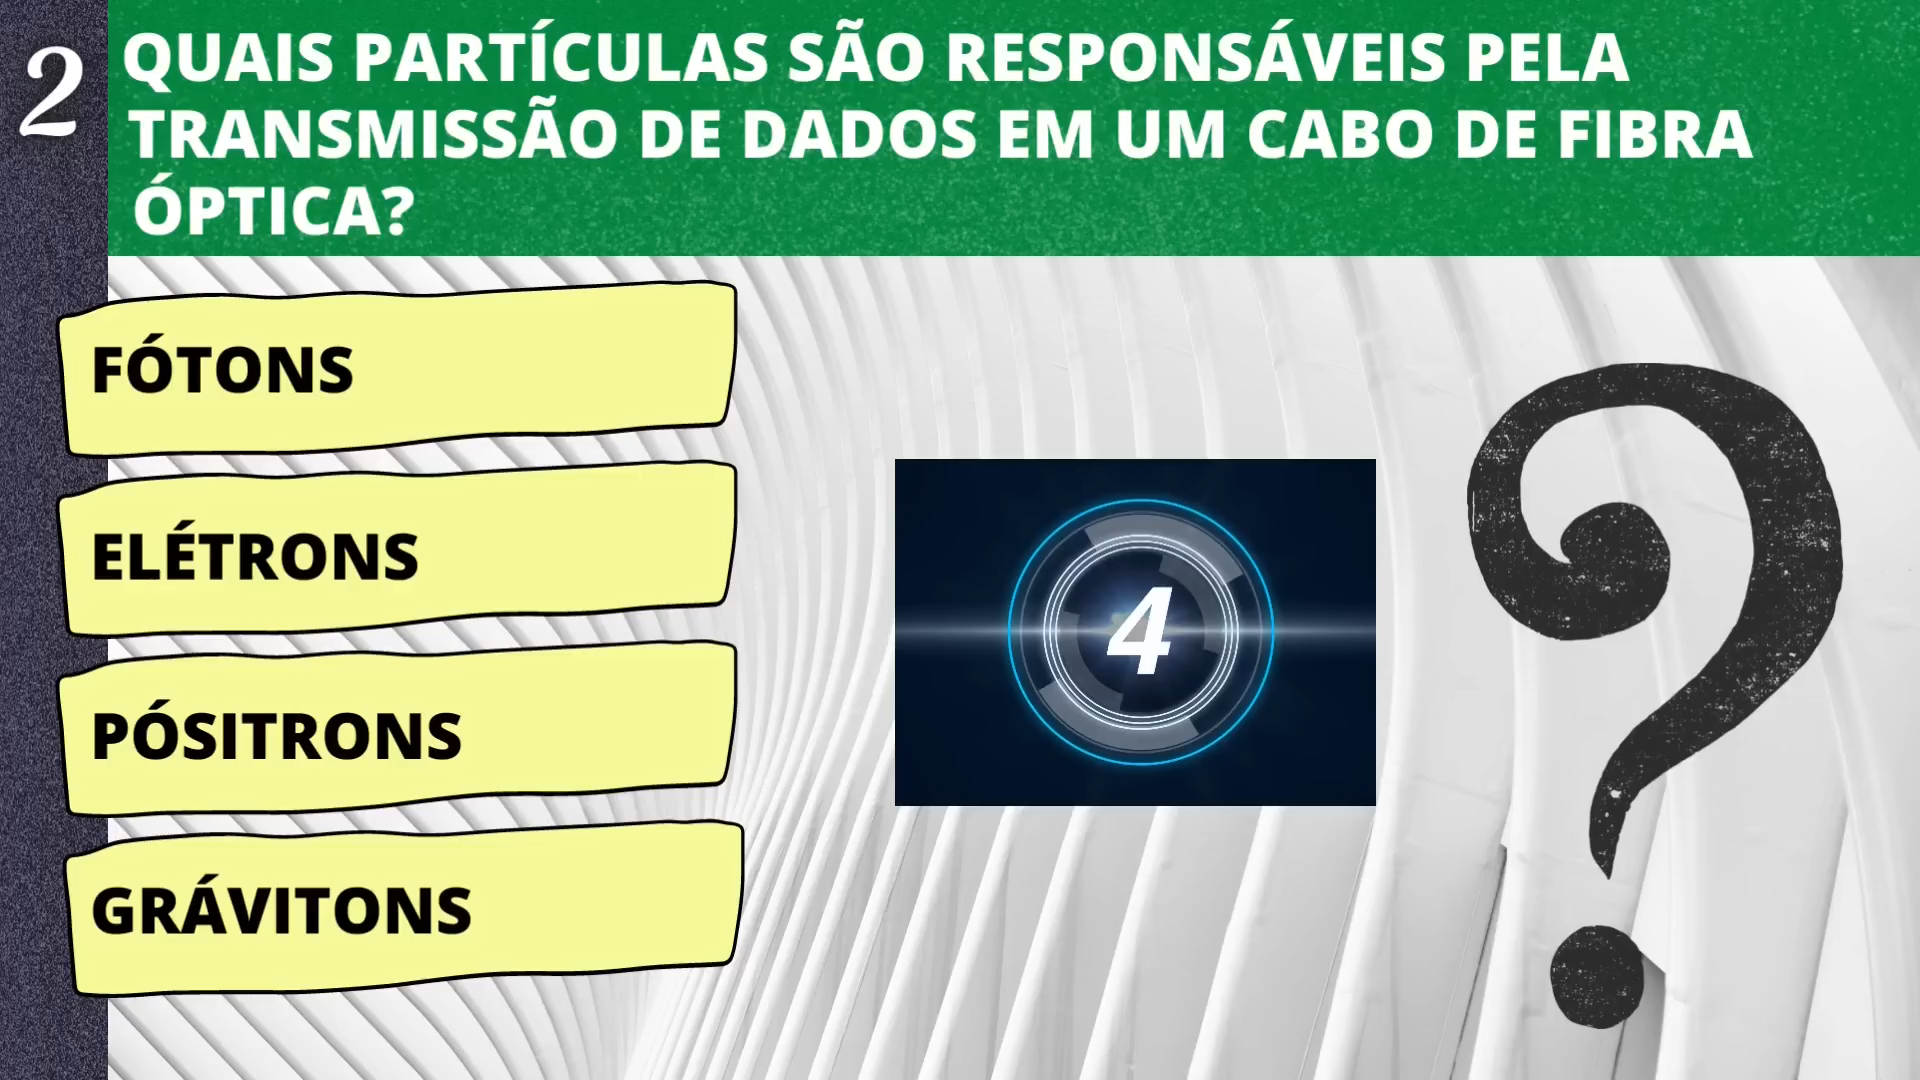 2
QUAIS PARTÍCULAS SÃO RESPONSÁVEIS PELA
TRANSMISSÃO DE DADOS EM UM CABO DE FIBRA
ÓPTICA?
FÓTONS
ELÉTRONS
PÓSITRONS
GRÁVITONS
4
?